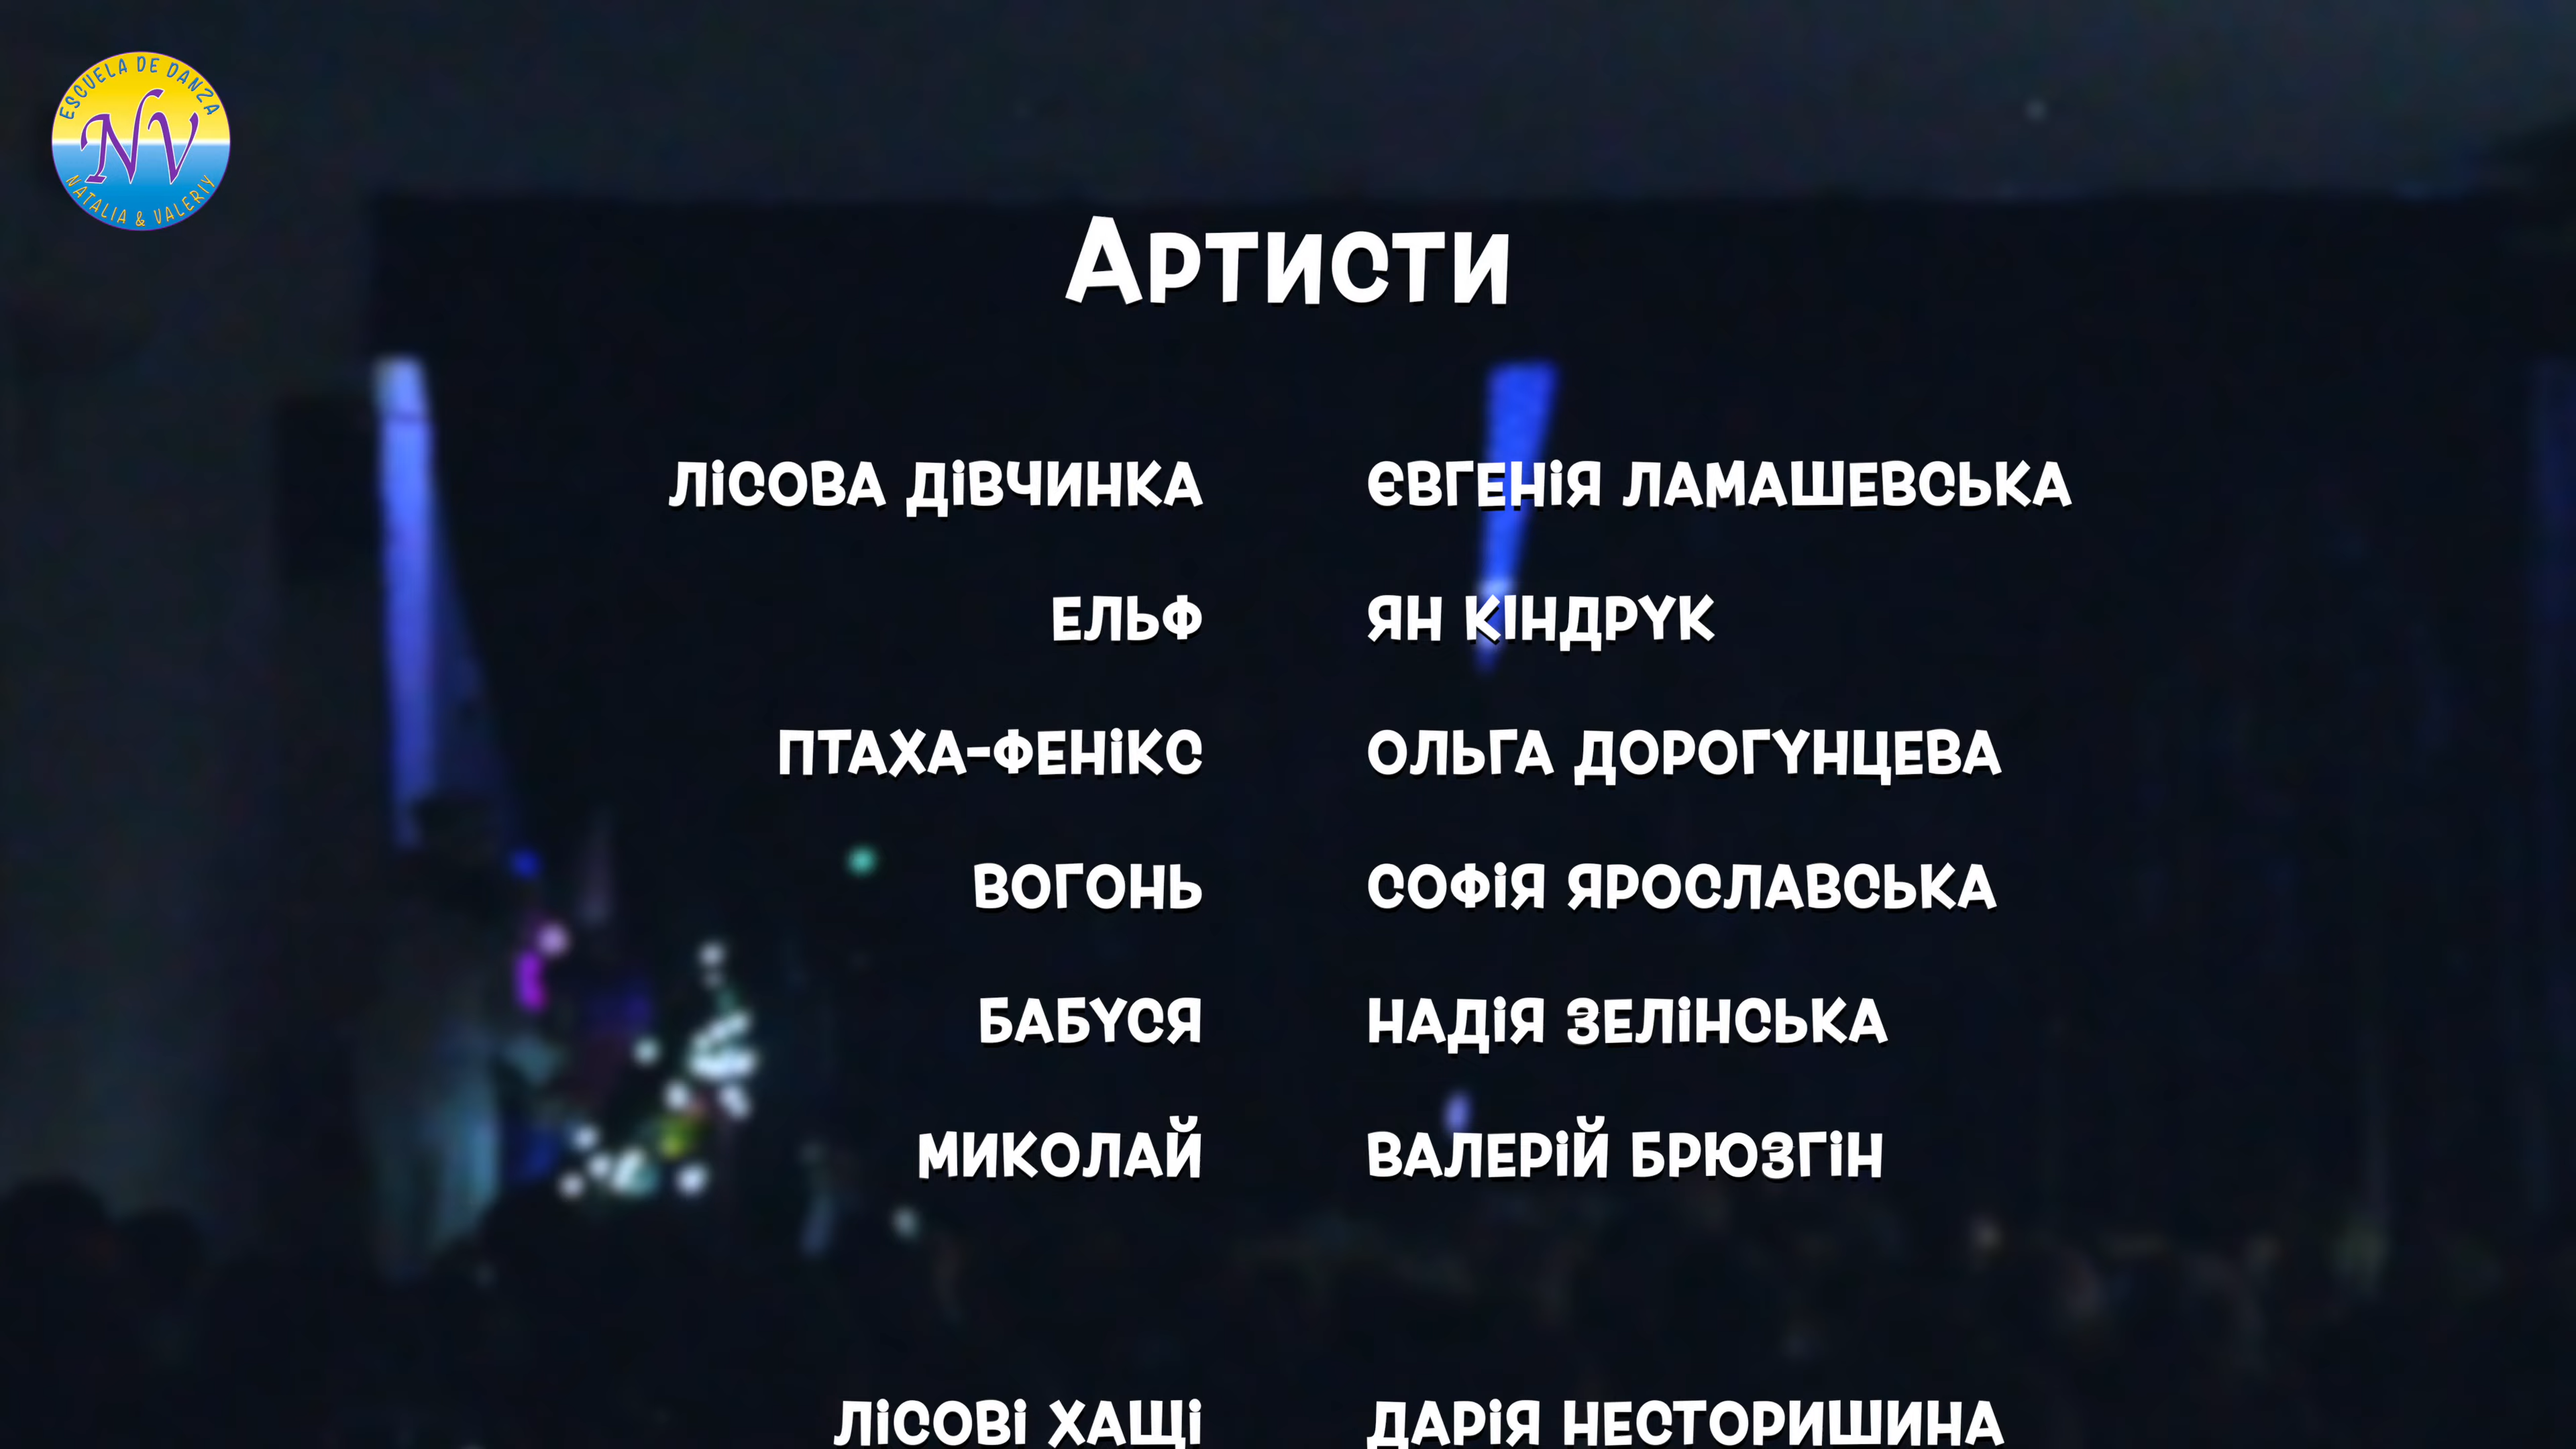 ESCUELA DE DANZA
NV
NATALIA & VALERIY
Артисти
ЛіСОВА ДіВЧИНКА ЄВГЕНіЯ ЛАМАШЕВСЬКА
ЕЛЬФ ЯН КІНДРУК
ПТАХА-ФЕНіКС ОЛЬГА ДОРОГУНЦЕВА
ВОГОНЬ СОФіЯ ЯРОСЛАВСЬКА
БАБУСЯ НАДіЯ ЗЕЛіНСЬКА
МИКОЛАЙ ВАЛЕРіЙ БРЮЗГіН
ЛіСОВі ХАЩі ДАРіЯ НЕСТОРИШИНА